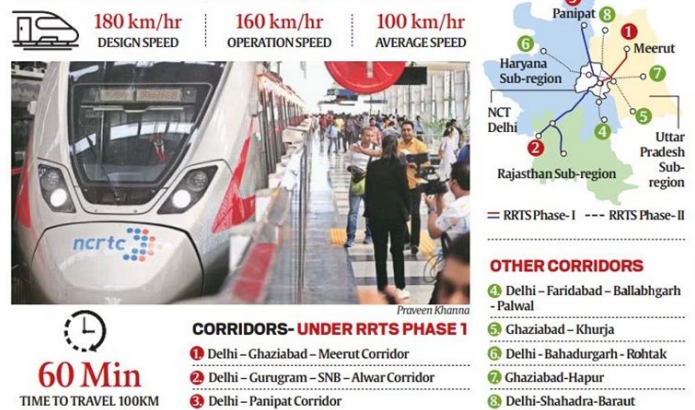 180 km/hr
DESIGN SPEED
160 km/hr
OPERATION SPEED
100 km/hr
AVERAGE SPEED
ncrtc
Praveen Khanna
60 Min
TIME TO TRAVEL 100KM
CORRIDORS- UNDER RRTS PHASE 1
1. Delhi – Ghaziabad – Meerut Corridor
2. Delhi – Gurugram – SNB – Alwar Corridor
3. Delhi – Panipat Corridor
3
Panipat
8
1
Meerut
6
Haryana
Sub-region
7
NCT
Delhi
5
4
2
Uttar
Pradesh
Sub-
region
Rajasthan Sub-region
RRTS Phase- I
RRTS Phase- II
OTHER CORRIDORS
4. Delhi – Faridabad – Ballabhgarh
- Palwal
5. Ghaziabad – Khurja
6. Delhi - Bahadurgarh - Rohtak
7. Ghaziabad-Hapur
8. Delhi-Shahadra-Baraut